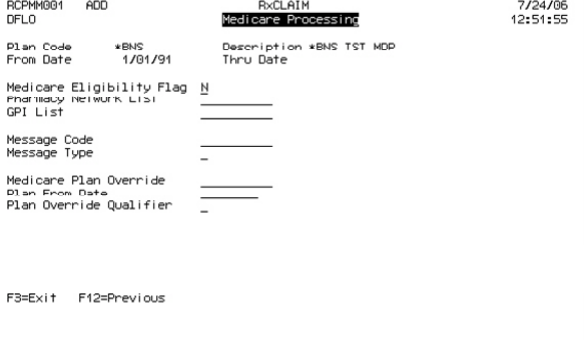 RCPMM001 ADD RxCLAIM 7/24/06
DFLO Medicare Processing 12:51:55
Plan Code *BNS Description *BNS TST MDP
From Date 1/01/91 Thru Date
Medicare Eligibility Flag N
Pharmacy Network List
GPI List
Message Code
Message Type
Medicare Plan Override
Plan From Date
Plan Override Qualifier
F3=Exit F12=Previous